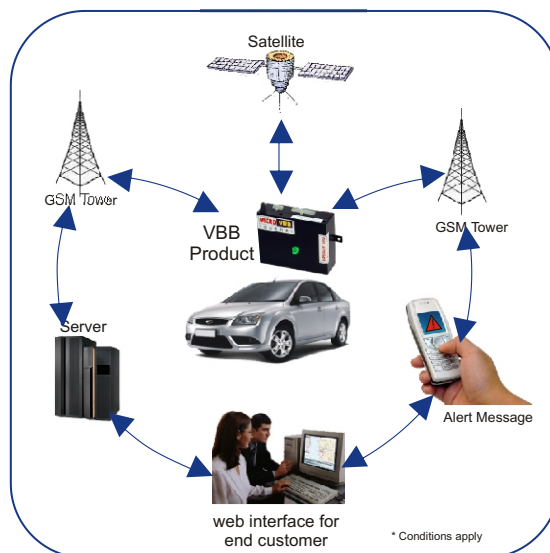 Satellite
GSM Tower
GSM Tower
VBB
Product
Server
Alert Message
web interface for
end customer
* Conditions apply